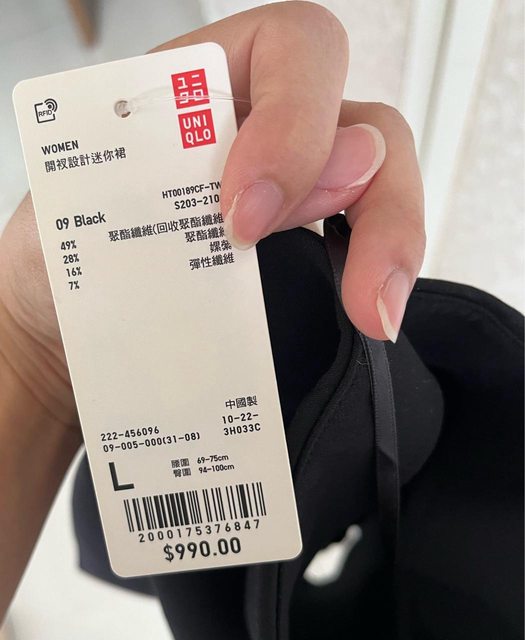 RFID
ユニ
クロ
UNI
QLO
WOMEN
開衩設計迷你裙
HT00189CF-TW
S203-210
09 Black
49% 聚酯纖維(回收聚酯纖維
28% 聚酯纖
16% 嫘縈
7% 彈性纖維
中國製
222-456096 10-22-
09-005-000(31-08) 3H033C
L 腰圍 69-75cm
臀圍 94-100cm
2000175376847
$990.00